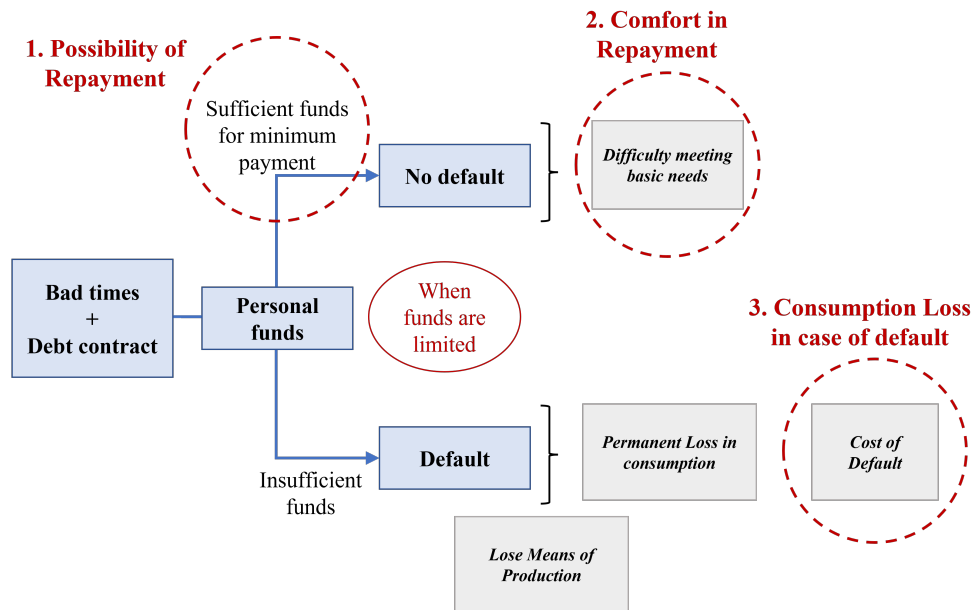 1. Possibility of
Repayment
2. Comfort in
Repayment
Sufficient funds
for minimum
payment
No default
Difficulty meeting
basic needs
Bad times
+
Debt contract
Personal
funds
When
funds are
limited
3. Consumption Loss
in case of default
Insufficient
funds
Default
Permanent Loss in
consumption
Cost of
Default
Lose Means of
Production